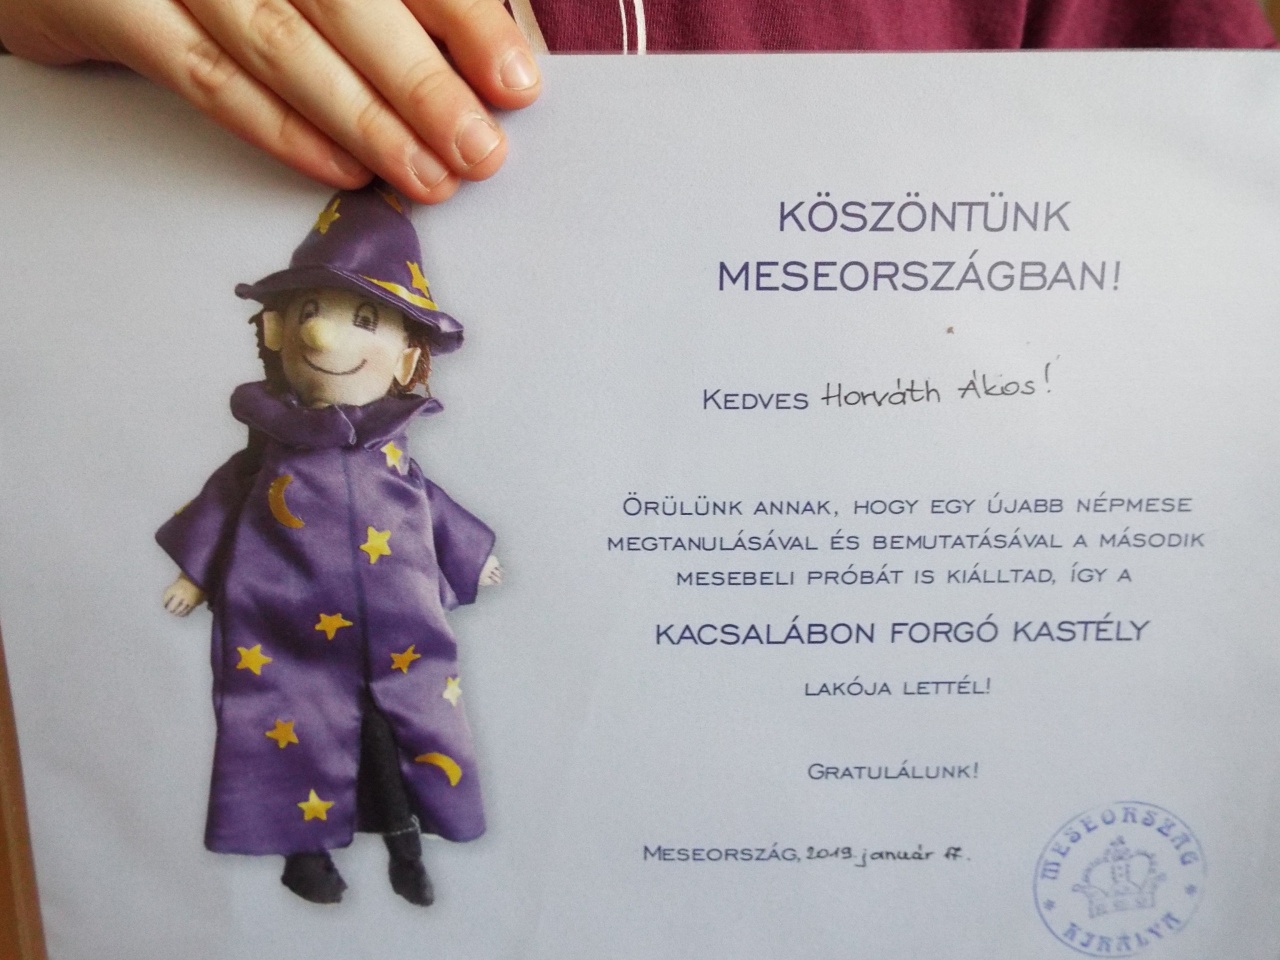 KÖSZÖNTÜNK
MESEORSZÁGBAN!
KEDVES Horváth Ákos!
ÖRÜLÜNK ANNAK, HOGY EGY ÚJABB NÉPMESE
MEGTANULÁSÁVAL ÉS BEMUTATÁSÁVAL A MÁSODIK
MESEBELI PRÓBÁT IS KIÁLLTAD, ÍGY A
KACSALÁBON FORGÓ KASTÉLY
LAKÓJA LETTÉL!
GRATULÁLUNK!
MESEORSZÁG, 2019. január 17.
MESEORSZÁG
KIRÁLYA